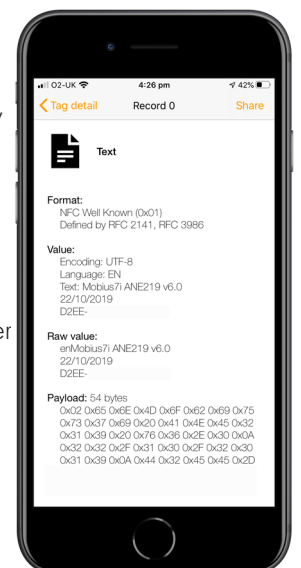 O2-UK 4:26 pm 42%
Tag detail Record 0 Share
Text
Format:
NFC Well Known (0x01)
Defined by RFC 2141, RFC 3986
Value:
Encoding: UTF-8
Language: EN
Text: Mobius7i ANE219 v6.0
22/10/2019
D2EE-
Raw value:
enMobius7i ANE219 v6.0
22/10/2019
D2EE-
Payload: 54 bytes
0x02 0x65 0x6E 0x4D 0x6F 0x62 0x69 0x75
0x73 0x37 0x69 0x20 0x41 0x4E 0x45 0x32
0x31 0x39 0x20 0x76 0x36 0x2E 0x30 0x0A
0x32 0x32 0x2F 0x31 0x30 0x2F 0x32 0x30
0x31 0x39 0x0A 0x44 0x32 0x45 0x45 0x2D